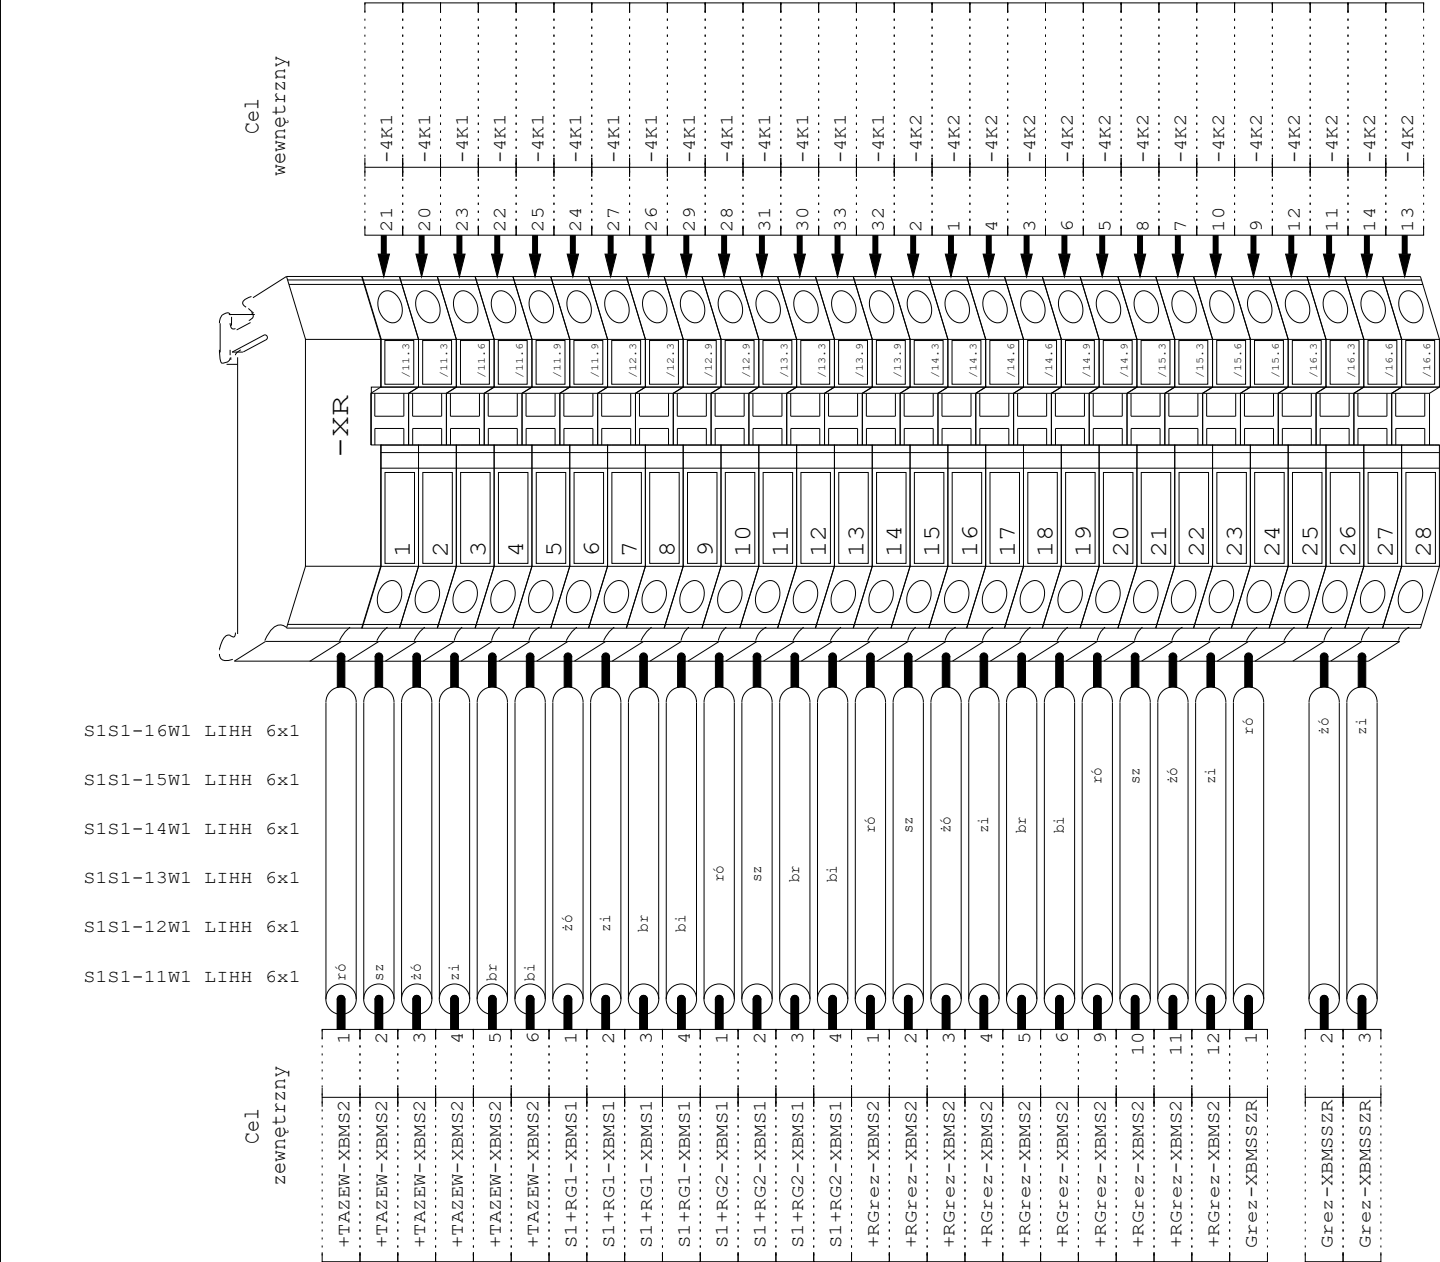 Cel
wewnętrzny
-4K1 -4K1 -4K1 -4K1 -4K1 -4K1 -4K1 -4K1 -4K1 -4K1 -4K1 -4K1 -4K1 -4K1 -4K2 -4K2 -4K2 -4K2 -4K2 -4K2 -4K2 -4K2 -4K2 -4K2 -4K2 -4K2 -4K2 -4K2
21 20 23 22 25 24 27 26 29 28 31 30 33 32 2 1 4 3 6 5 8 7 10 9 12 11 14 13
/11.3 /11.3 /11.6 /11.6 /11.9 /11.9 /12.3 /12.3 /12.9 /12.9 /13.3 /13.3 /13.9 /13.9 /14.3 /14.3 /14.6 /14.6 /14.9 /14.9 /15.3 /15.3 /15.6 /15.6 /16.3 /16.3 /16.6 /16.6
-XR
1 2 3 4 5 6 7 8 9 10 11 12 13 14 15 16 17 18 19 20 21 22 23 24 25 26 27 28
S1S1-16W1 LIHH 6x1 ró żó zi
S1S1-15W1 LIHH 6x1 ró sz żó zi
S1S1-14W1 LIHH 6x1 ró sz żó zi br bi
S1S1-13W1 LIHH 6x1 ró sz br bi
S1S1-12W1 LIHH 6x1 żó zi br bi
S1S1-11W1 LIHH 6x1 ró sz żó zi br bi
1 2 3 4 5 6 1 2 3 4 1 2 3 4 1 2 3 4 5 6 9 10 11 12 1 2 3
Cel
zewnętrzny
+TAZEW-XBMS2 +TAZEW-XBMS2 +TAZEW-XBMS2 +TAZEW-XBMS2 +TAZEW-XBMS2 +TAZEW-XBMS2 S1+RG1-XBMS1 S1+RG1-XBMS1 S1+RG1-XBMS1 S1+RG1-XBMS1 S1+RG2-XBMS1 S1+RG2-XBMS1 S1+RG2-XBMS1 S1+RG2-XBMS1 +RGrez-XBMS2 +RGrez-XBMS2 +RGrez-XBMS2 +RGrez-XBMS2 +RGrez-XBMS2 +RGrez-XBMS2 +RGrez-XBMS2 +RGrez-XBMS2 +RGrez-XBMS2 +RGrez-XBMS2 Grez-XBMSSZR Grez-XBMSSZR Grez-XBMSSZR